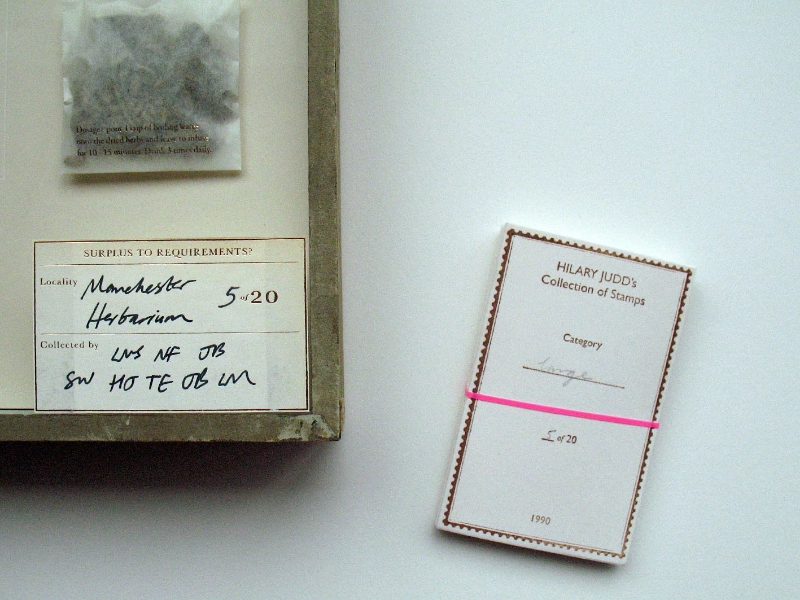 Dosage: pour 1 cup of boiling water
onto the dried herbs and leave to infuse
for 10 - 15 minutes. Drink 3 times daily.
SURPLUS TO REQUIREMENTS?
Locality Manchester 5 of 20
Herbarium
Collected by LMS NF JB
SW HJ TE OB LM
HILARY JUDD's
Collection of Stamps
Category
Large
5 of 20
1990